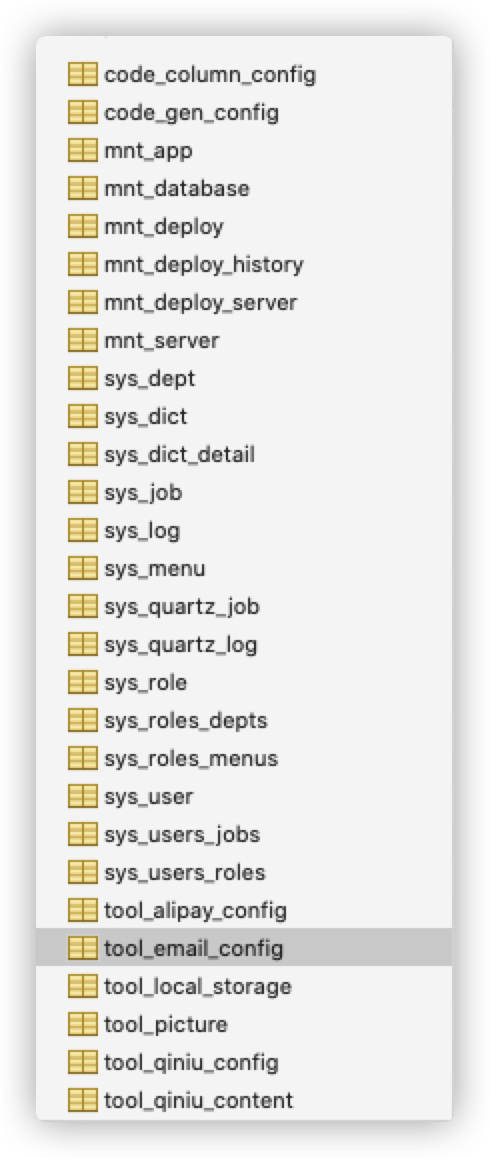 code_column_config
code_gen_config
mnt_app
mnt_database
mnt_deploy
mnt_deploy_history
mnt_deploy_server
mnt_server
sys_dept
sys_dict
sys_dict_detail
sys_job
sys_log
sys_menu
sys_quartz_job
sys_quartz_log
sys_role
sys_roles_depts
sys_roles_menus
sys_user
sys_users_jobs
sys_users_roles
tool_alipay_config
tool_email_config
tool_local_storage
tool_picture
tool_qiniu_config
tool_qiniu_content